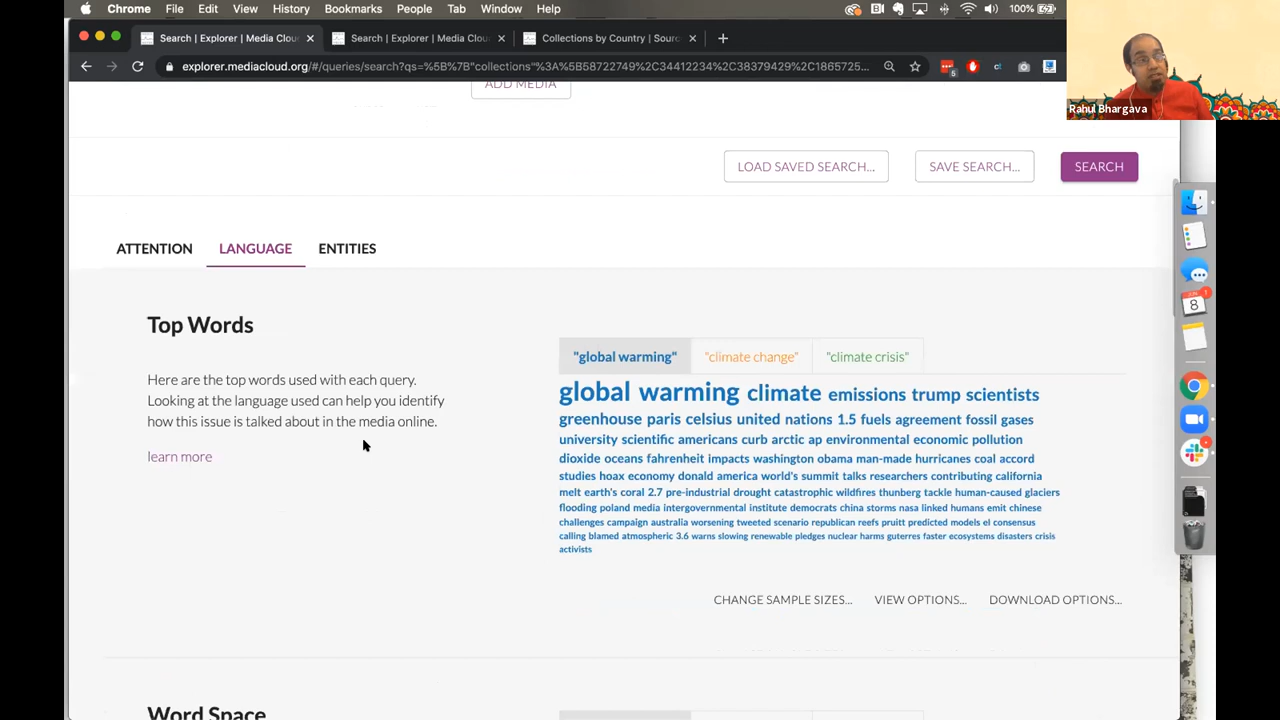 Chrome File Edit View History Bookmarks People Tab Window Help
100%
Search | Explorer | Media Clou
Search | Explorer | Media Clou
Collections by Country | Sourc
explorer.mediacloud.org/#/queries/search?qs=%5B%7B"collections"%3A%5B58722749%2C34412234%2C38379429%2C1865725...
5
Rahul Bhargava
ADD MEDIA
LOAD SAVED SEARCH...
SAVE SEARCH...
SEARCH
JUN
8
1
ATTENTION
LANGUAGE
ENTITIES
Top Words
Here are the top words used with each query.
Looking at the language used can help you identify
how this issue is talked about in the media online.
learn more
"global warming"
"climate change"
"climate crisis"
global warming climate emissions trump scientists
greenhouse paris celsius united nations 1.5 fuels agreement fossil gases
university scientific americans curb arctic ap environmental economic pollution
dioxide oceans fahrenheit impacts washington obama man-made hurricanes coal accord
studies hoax economy donald america world's summit talks researchers contributing california
melt earth's coral 2.7 pre-industrial drought catastrophic wildfires thunberg tackle human-caused glaciers
flooding poland media intergovernmental institute democrats china storms nasa linked humans emit chinese
challenges campaign australia worsening tweeted scenario republican reefs pruitt predicted models el consensus
calling blamed atmospheric 3.6 warns slowing renewable pledges nuclear harms guterres faster ecosystems disasters crisis
activists
CHANGE SAMPLE SIZES...
VIEW OPTIONS...
DOWNLOAD OPTIONS...
Word Space